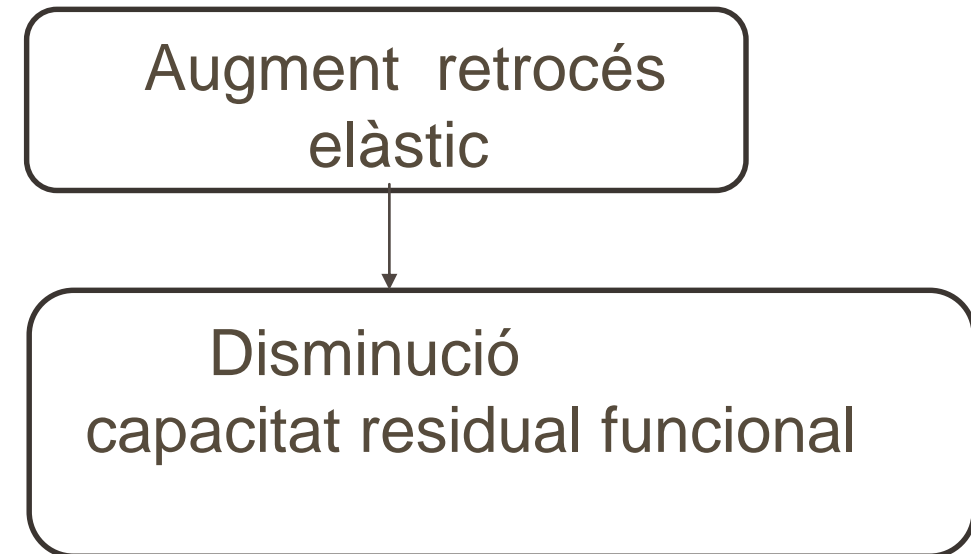 Augment retrocés
elàstic
Disminució
capacitat residual funcional